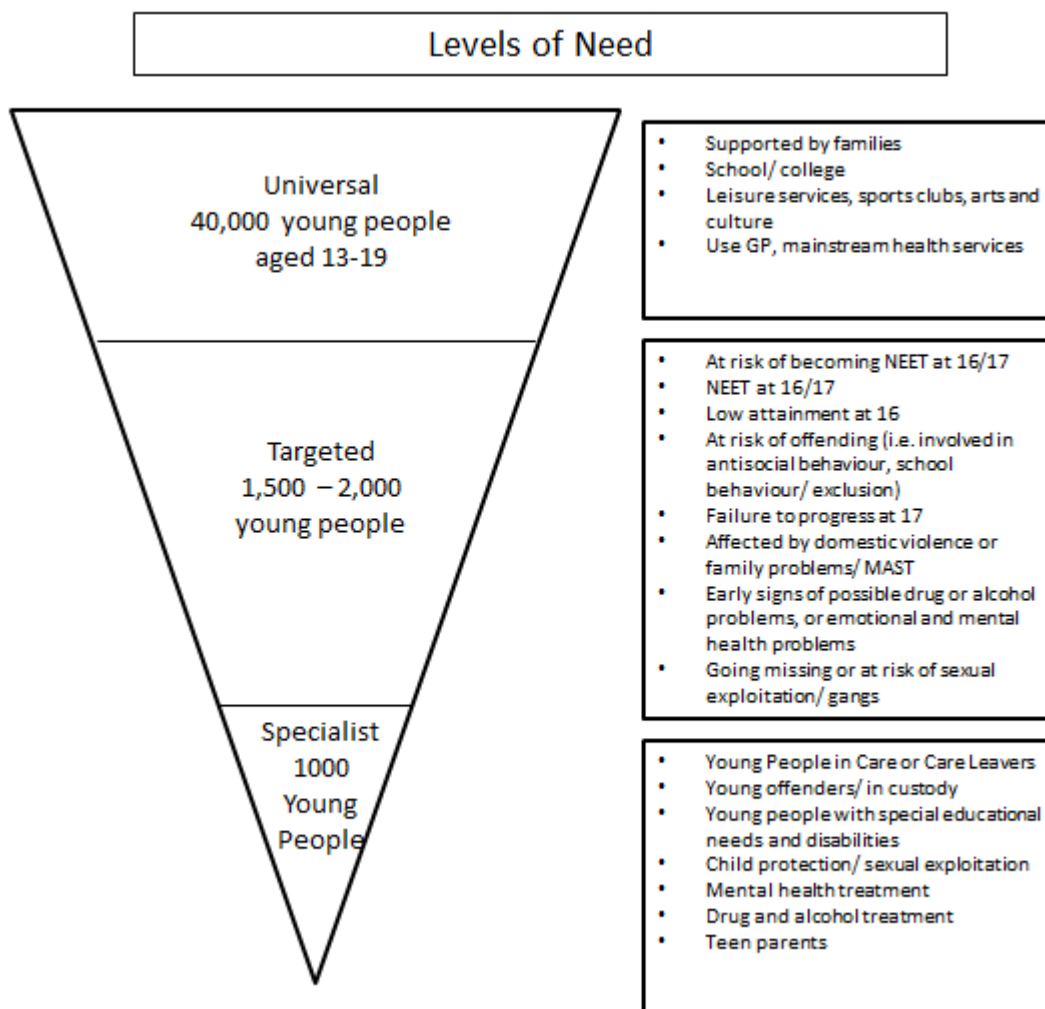 Levels of Need
Universal
40,000 young people
aged 13-19
• Supported by families
• School/ college
• Leisure services, sports clubs, arts and
culture
• Use GP, mainstream health services
Targeted
1,500 – 2,000
young people
• At risk of becoming NEET at 16/17
• NEET at 16/17
• Low attainment at 16
• At risk of offending (i.e. involved in
antisocial behaviour, school
behaviour/ exclusion)
• Failure to progress at 17
• Affected by domestic violence or
family problems/ MAST
• Early signs of possible drug or alcohol
problems, or emotional and mental
health problems
• Going missing or at risk of sexual
exploitation/ gangs
Specialist
1000
Young
People
• Young People in Care or Care Leavers
• Young offenders/ in custody
• Young people with special educational
needs and disabilities
• Child protection/ sexual exploitation
• Mental health treatment
• Drug and alcohol treatment
• Teen parents